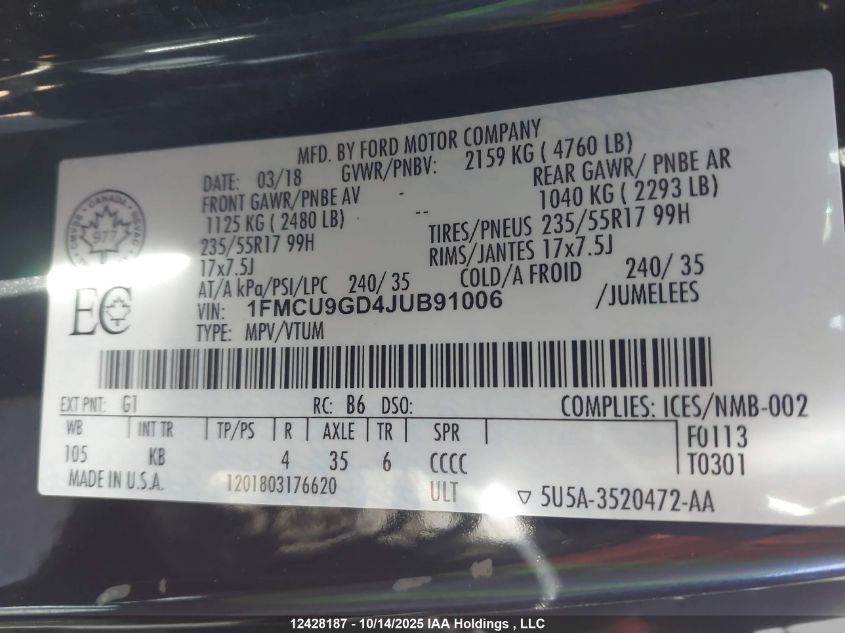 MFD. BY FORD MOTOR COMPANY
DATE: 03/18 GVWR/PNBV: 2159 KG ( 4760 LB)
FRONT GAWR/PNBE AV - REAR GAWR/ PNBE AR
1125 KG ( 2480 LB) -- 1040 KG ( 2293 LB)
235/55R17 99H TIRES/PNEUS 235/55R17 99H
17x7.5J RIMS/JANTES 17x7.5J
AT/A kPa/PSI/LPC 240/ 35 COLD/A FROID 240/ 35
VIN: 1FMCU9GD4JUB91006 /JUMELEES
TYPE: MPV/VTUM
CMVSS CANADA NSVAC
977
EC
EXT PNT: G1 RC: B6 DSO: COMPLIES: ICES/NMB-002
WB INT TR TP/PS R AXLE TR SPR F0113
105 KB 4 35 6 CCCC T0301
MADE IN U.S.A. 1201803176620 ULT ▽ 5U5A-3520472-AA
12428187 - 10/14/2025 IAA Holdings , LLC